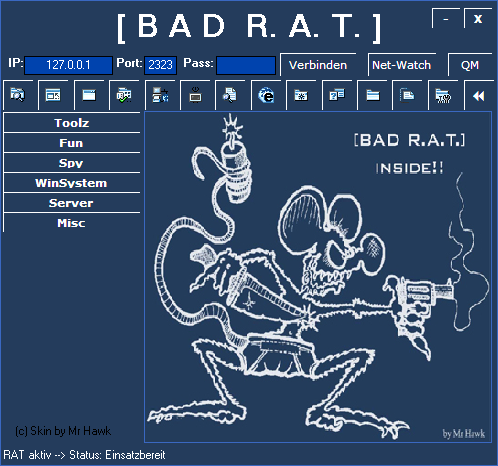 [ B A D R. A. T. ]
- X
IP: 127.0.0.1 Port: 2323 Pass: Verbinden Net-Watch QM
Toolz
Fun
Spy
WinSystem
Server
Misc
[BAD R.A.T.]
INSIDE!!
(c) Skin by Mr Hawk
by Mr Hawk
RAT aktiv --> Status: Einsatzbereit